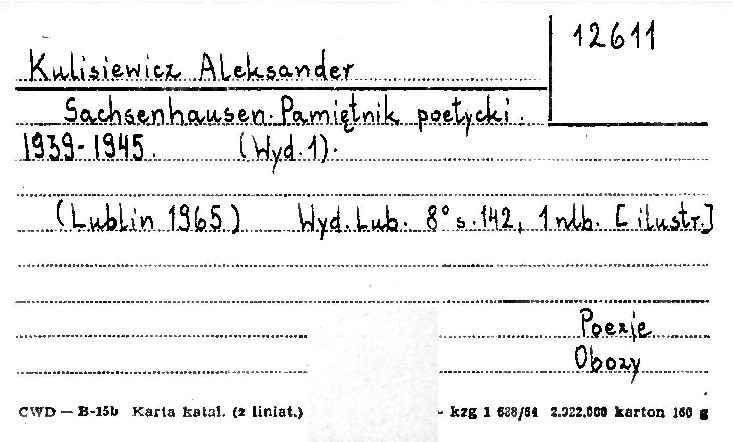 12611
Kulisiewicz Aleksander
Sachsenhausen. Pamiętnik poetycki.
1939-1945. (Wyd. 1).
(Lublin 1965) Wyd. Lub. 8° s. 142, 1 nlb. [ilustr.]
Poezje
Obozy
CWD — B-15b Karta katal. (z liniat.) - kzg 1 638/64 2.922.000 karton 160 g